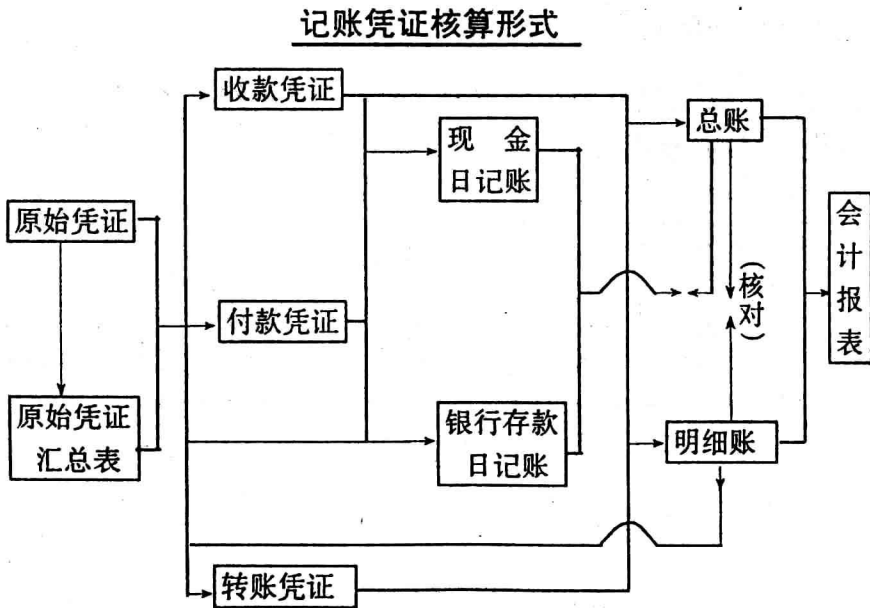 记账凭证核算形式
收款凭证
现 金
日记账
总账
原始凭证
付款凭证
(核对)
会计报表
原始凭证
汇总表
银行存款
日记账
明细账
转账凭证